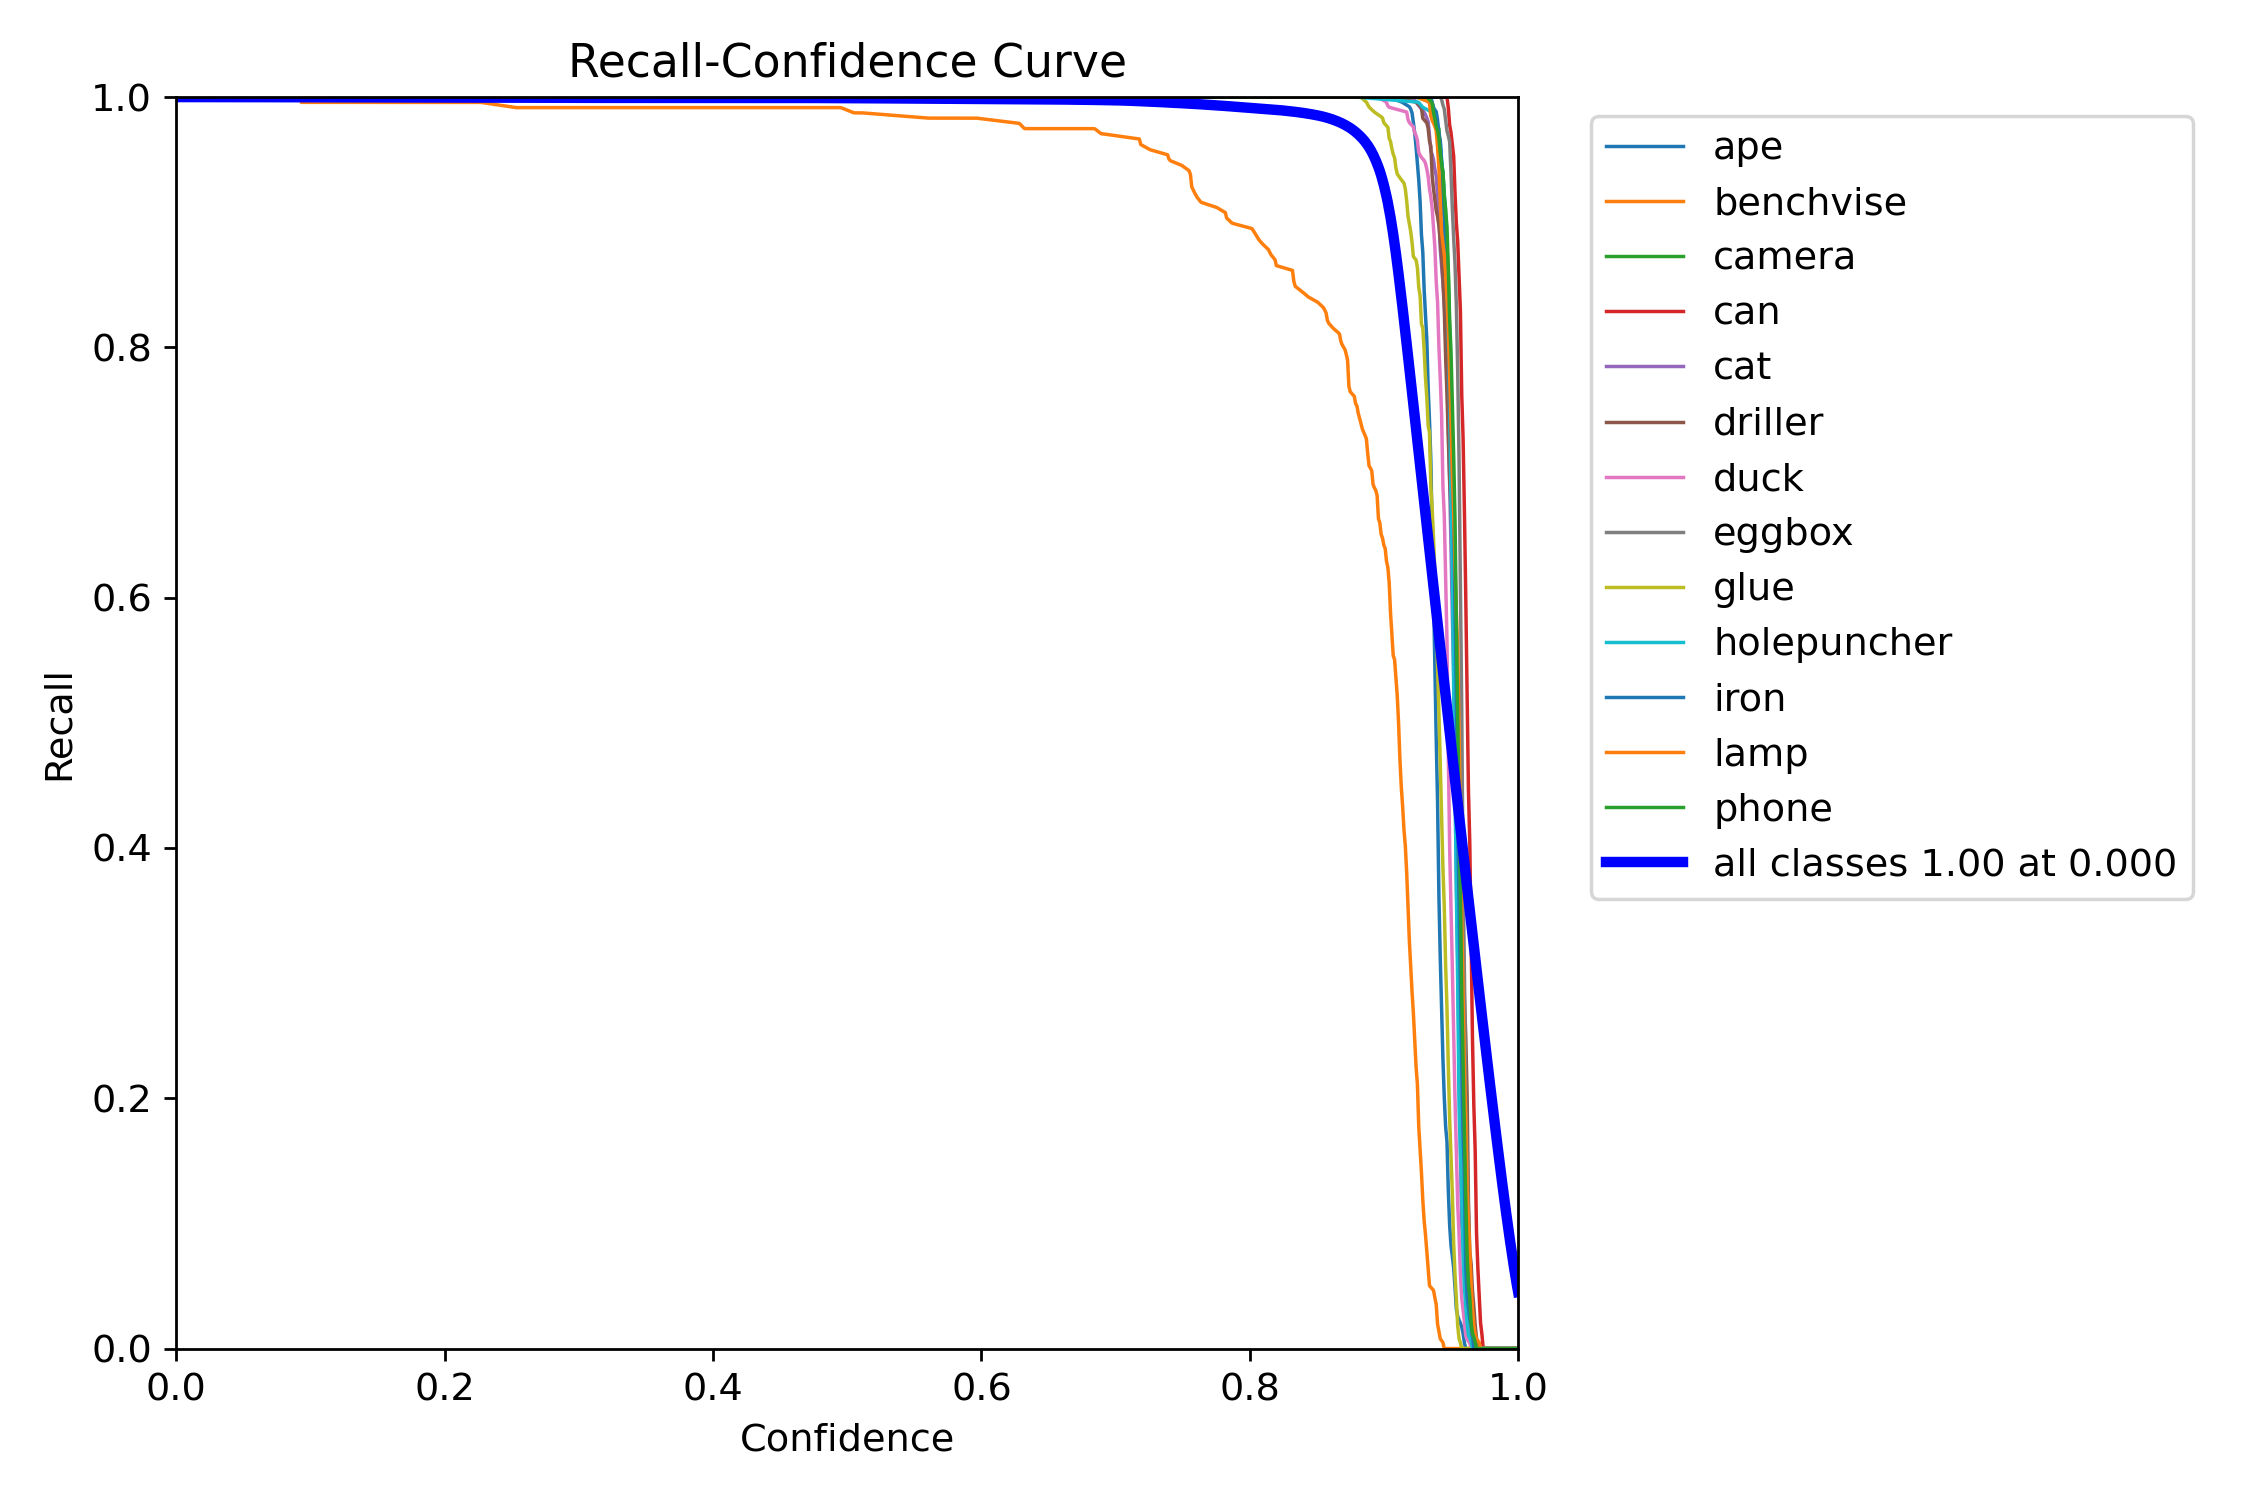 Recall-Confidence Curve
1.0
0.8
0.6
0.4
0.2
0.0
Recall
0.0 0.2 0.4 0.6 0.8 1.0
Confidence
ape
benchvise
camera
can
cat
driller
duck
eggbox
glue
holepuncher
iron
lamp
phone
all classes 1.00 at 0.000